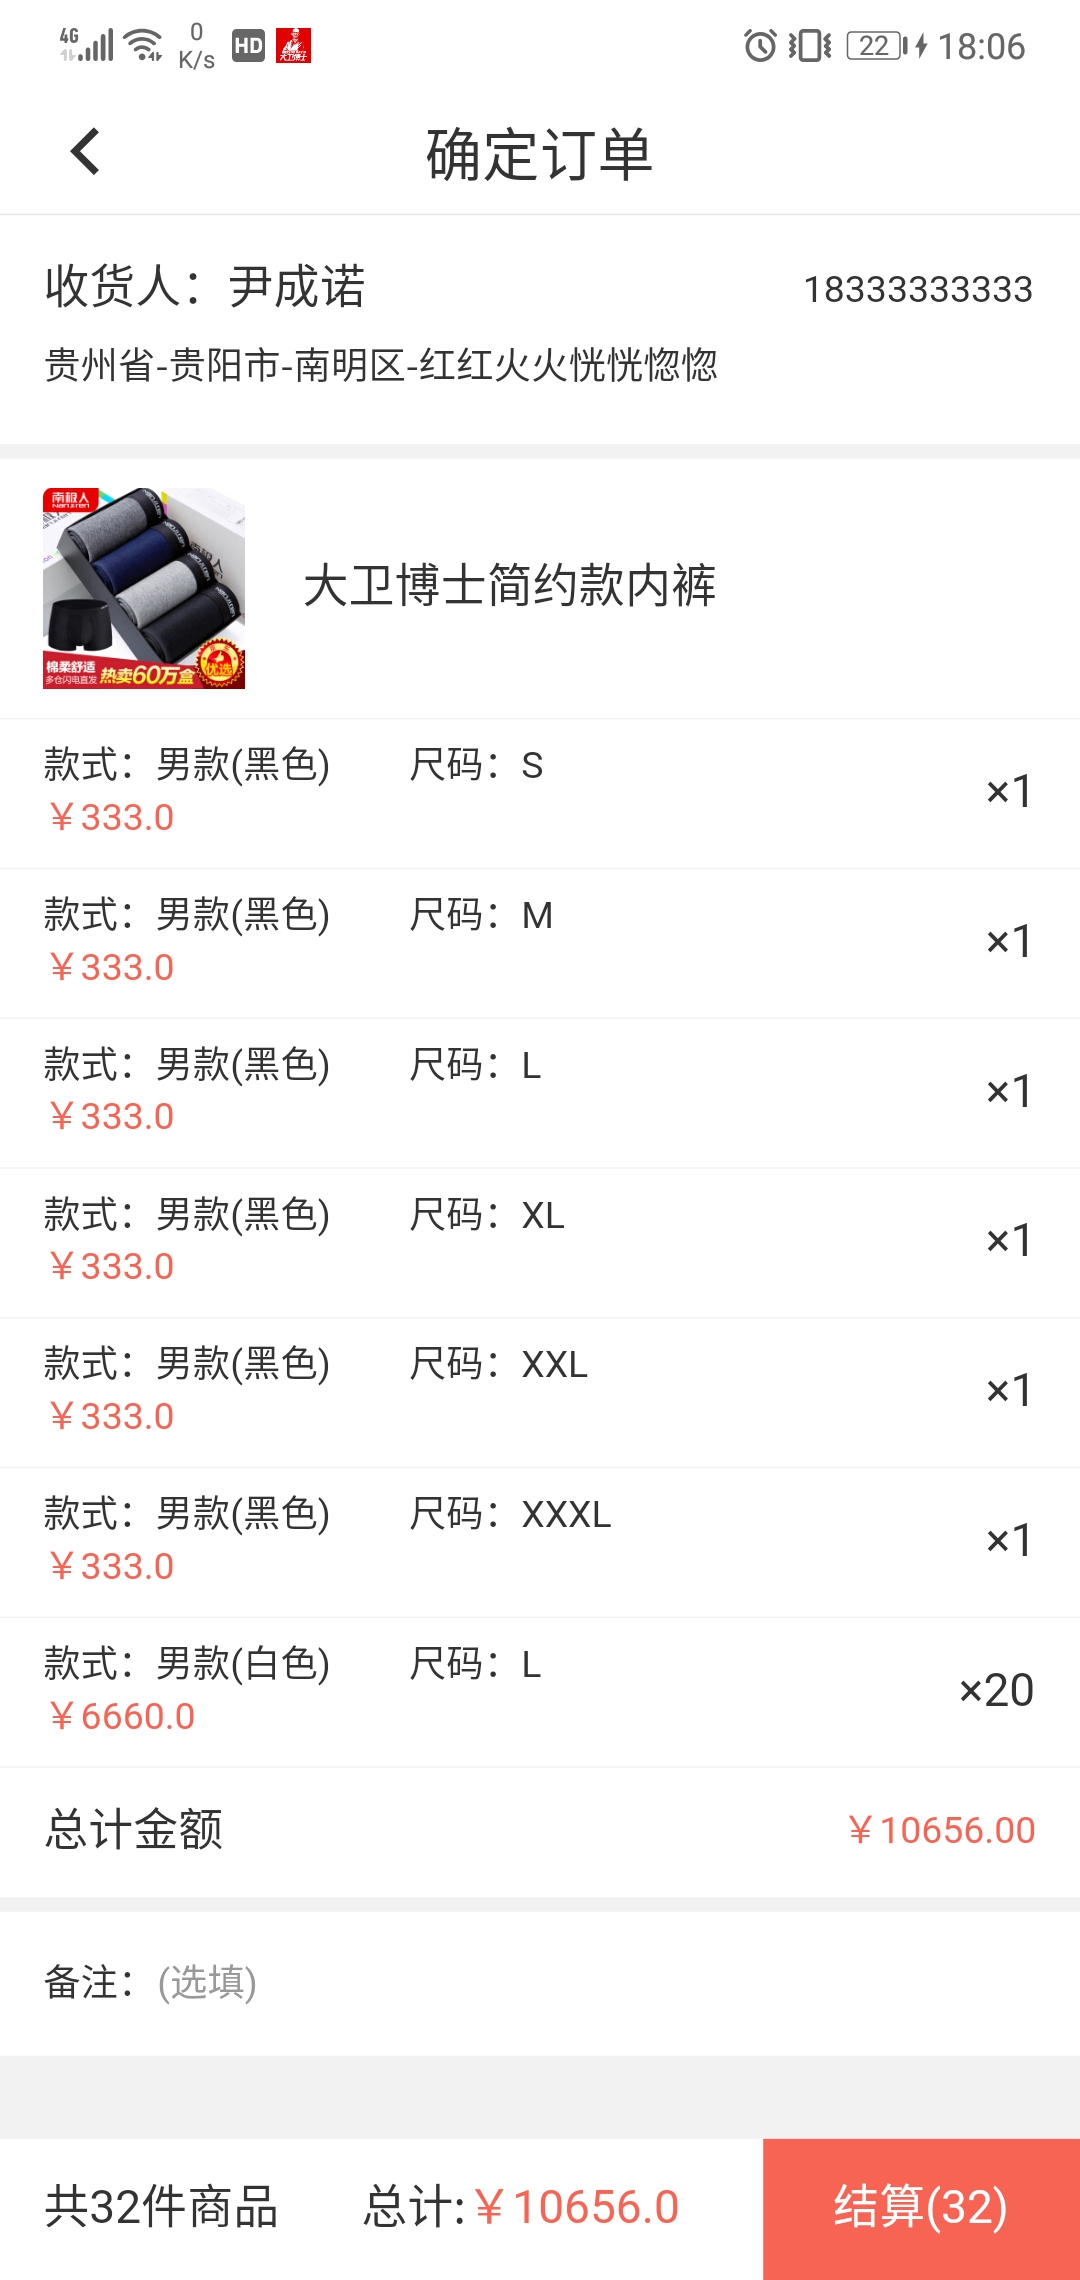 4G 0 K/s HD 22 18:06
确定订单
收货人：尹成诺 18333333333
贵州省-贵阳市-南明区-红红火火恍恍惚惚
南极人
Nanjiren
棉柔舒适
多仓闪电直发 热卖60万盒 优选
大卫博士简约款内裤
款式：男款(黑色) 尺码：S
￥333.0 ×1
款式：男款(黑色) 尺码：M
￥333.0 ×1
款式：男款(黑色) 尺码：L
￥333.0 ×1
款式：男款(黑色) 尺码：XL
￥333.0 ×1
款式：男款(黑色) 尺码：XXL
￥333.0 ×1
款式：男款(黑色) 尺码：XXXL
￥333.0 ×1
款式：男款(白色) 尺码：L
￥6660.0 ×20
总计金额 ￥10656.00
备注：(选填)
共32件商品 总计:￥10656.0 结算(32)